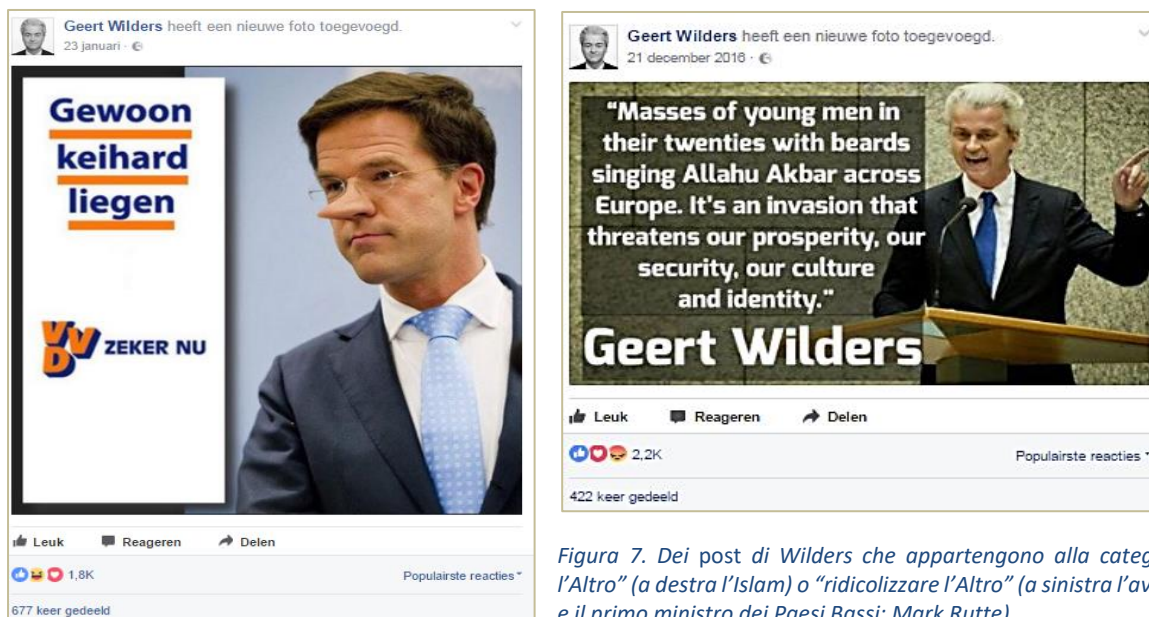 Geert Wilders heeft een nieuwe foto toegevoegd.
23 januari
Gewoon
keihard
liegen
VVD ZEKER NU
Leuk Reageren Delen
1,8K Populairste reacties
677 keer gedeeld
Geert Wilders heeft een nieuwe foto toegevoegd.
21 december 2016
"Masses of young men in
their twenties with beards
singing Allahu Akbar across
Europe. It's an invasion that
threatens our prosperity, our
security, our culture
and identity."
Geert Wilders
Leuk Reageren Delen
2,2K Populairste reacties
422 keer gedeeld
Figura 7. Dei post di Wilders che appartengono alla categ
l'Altro" (a destra l'Islam) o "ridicolizzare l'Altro" (a sinistra l'av
e il primo ministro dei Paesi Bassi: Mark Rutte)